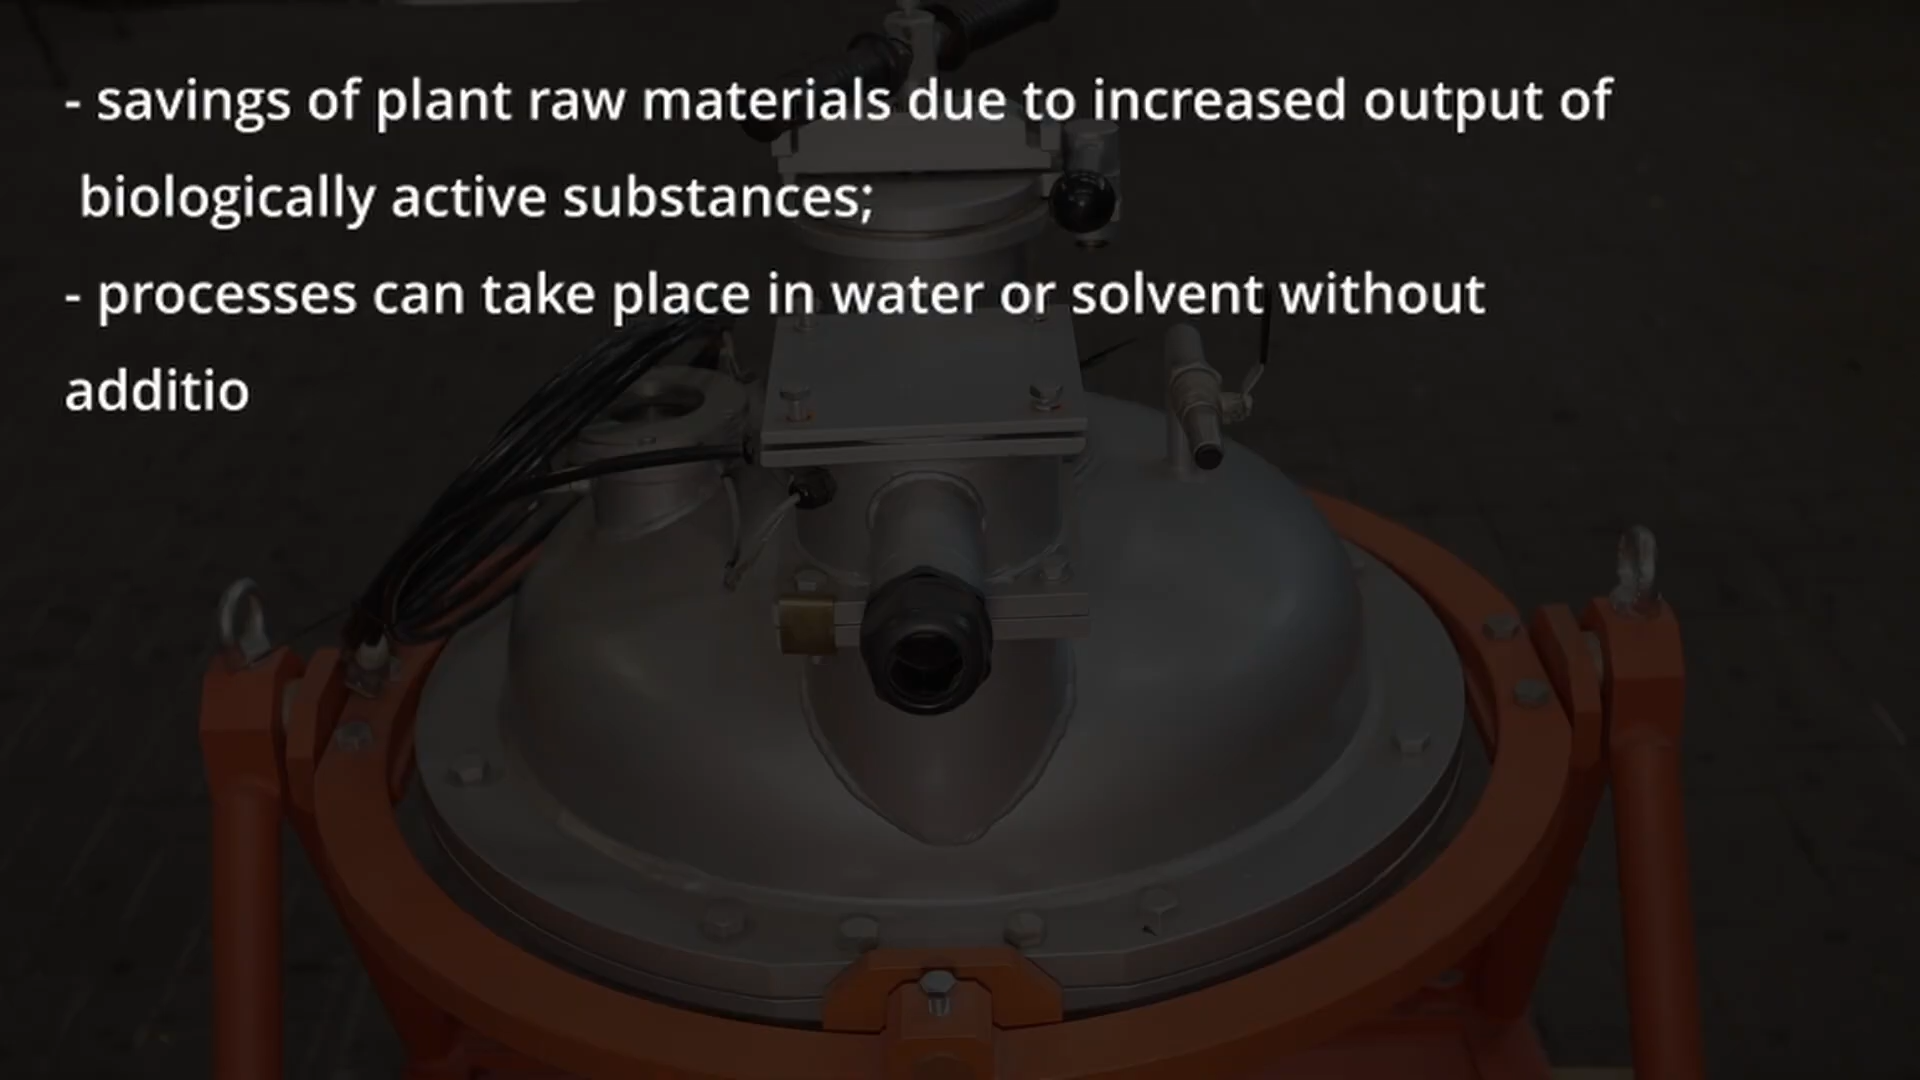 - savings of plant raw materials due to increased output of
biologically active substances;
- processes can take place in water or solvent without
additio